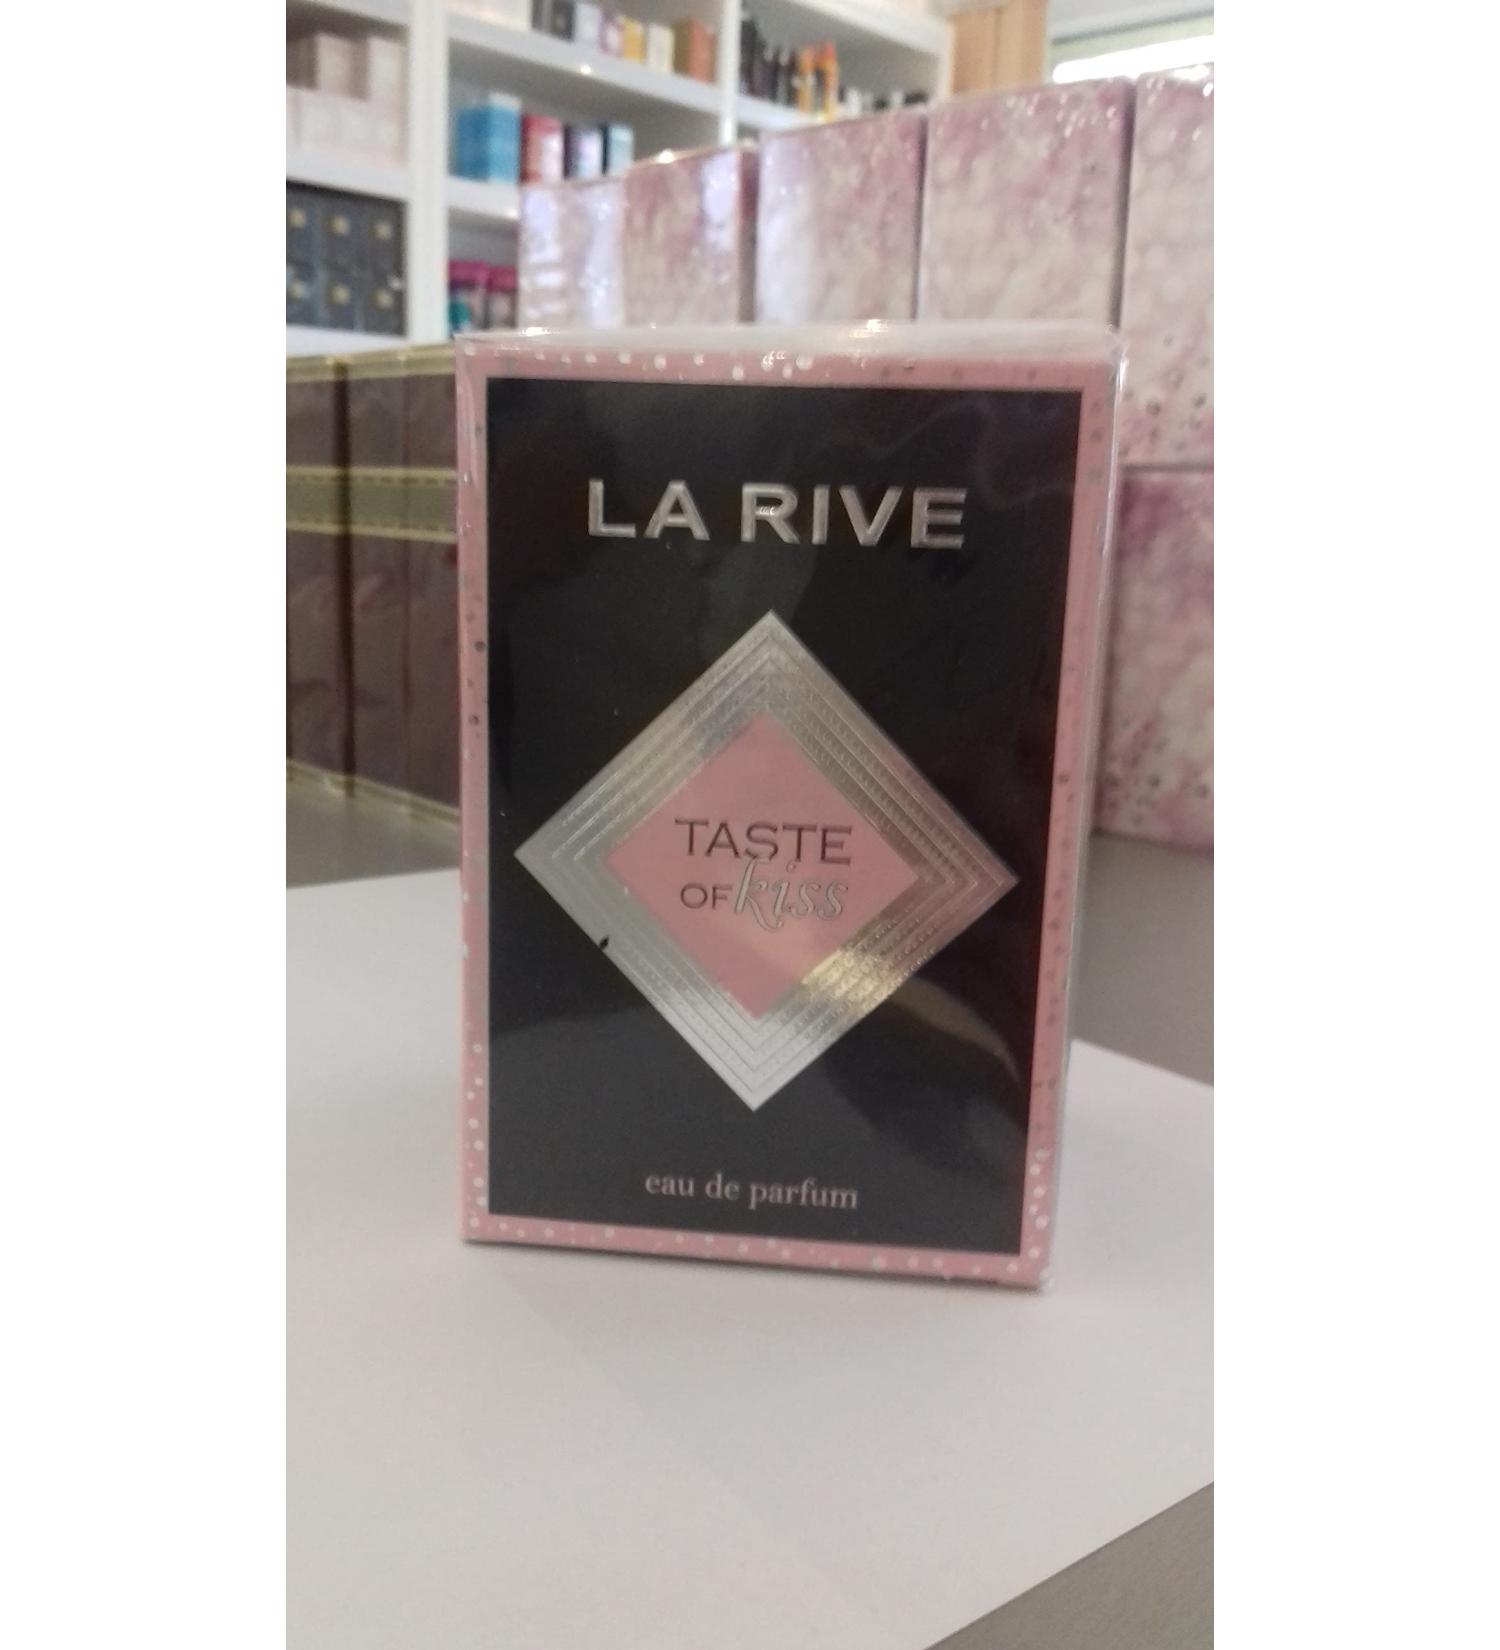 LA RIVE
TASTE
OF kiss
eau de parfum